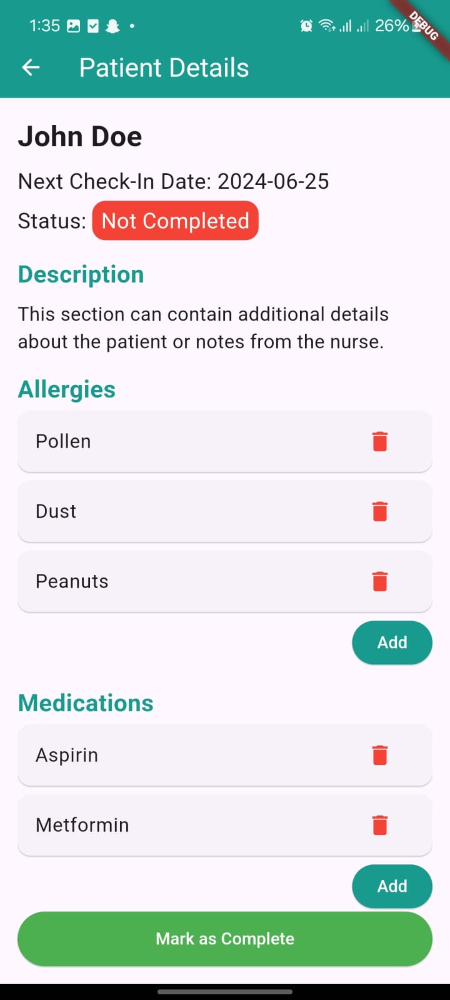 1:35
26%
DEBUG
Patient Details
John Doe
Next Check-In Date: 2024-06-25
Status: Not Completed
Description
This section can contain additional details
about the patient or notes from the nurse.
Allergies
Pollen
Dust
Peanuts
Add
Medications
Aspirin
Metformin
Add
Mark as Complete